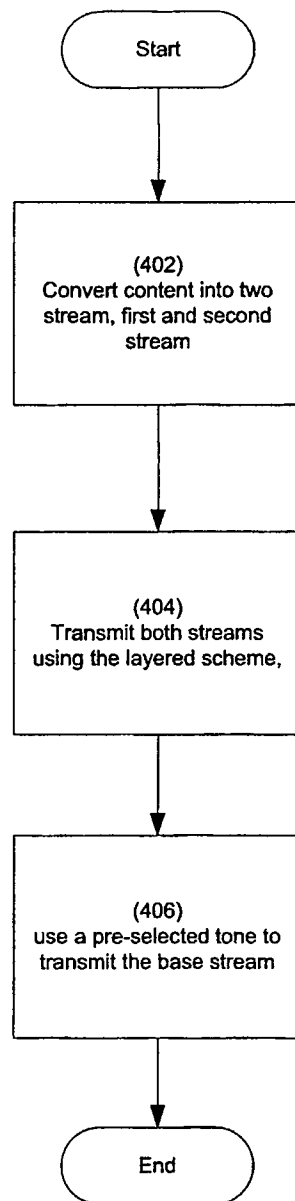 Start
(402)
Convert content into two
stream, first and second
stream
(404)
Transmit both streams
using the layered scheme,
(406)
use a pre-selected tone to
transmit the base stream
End